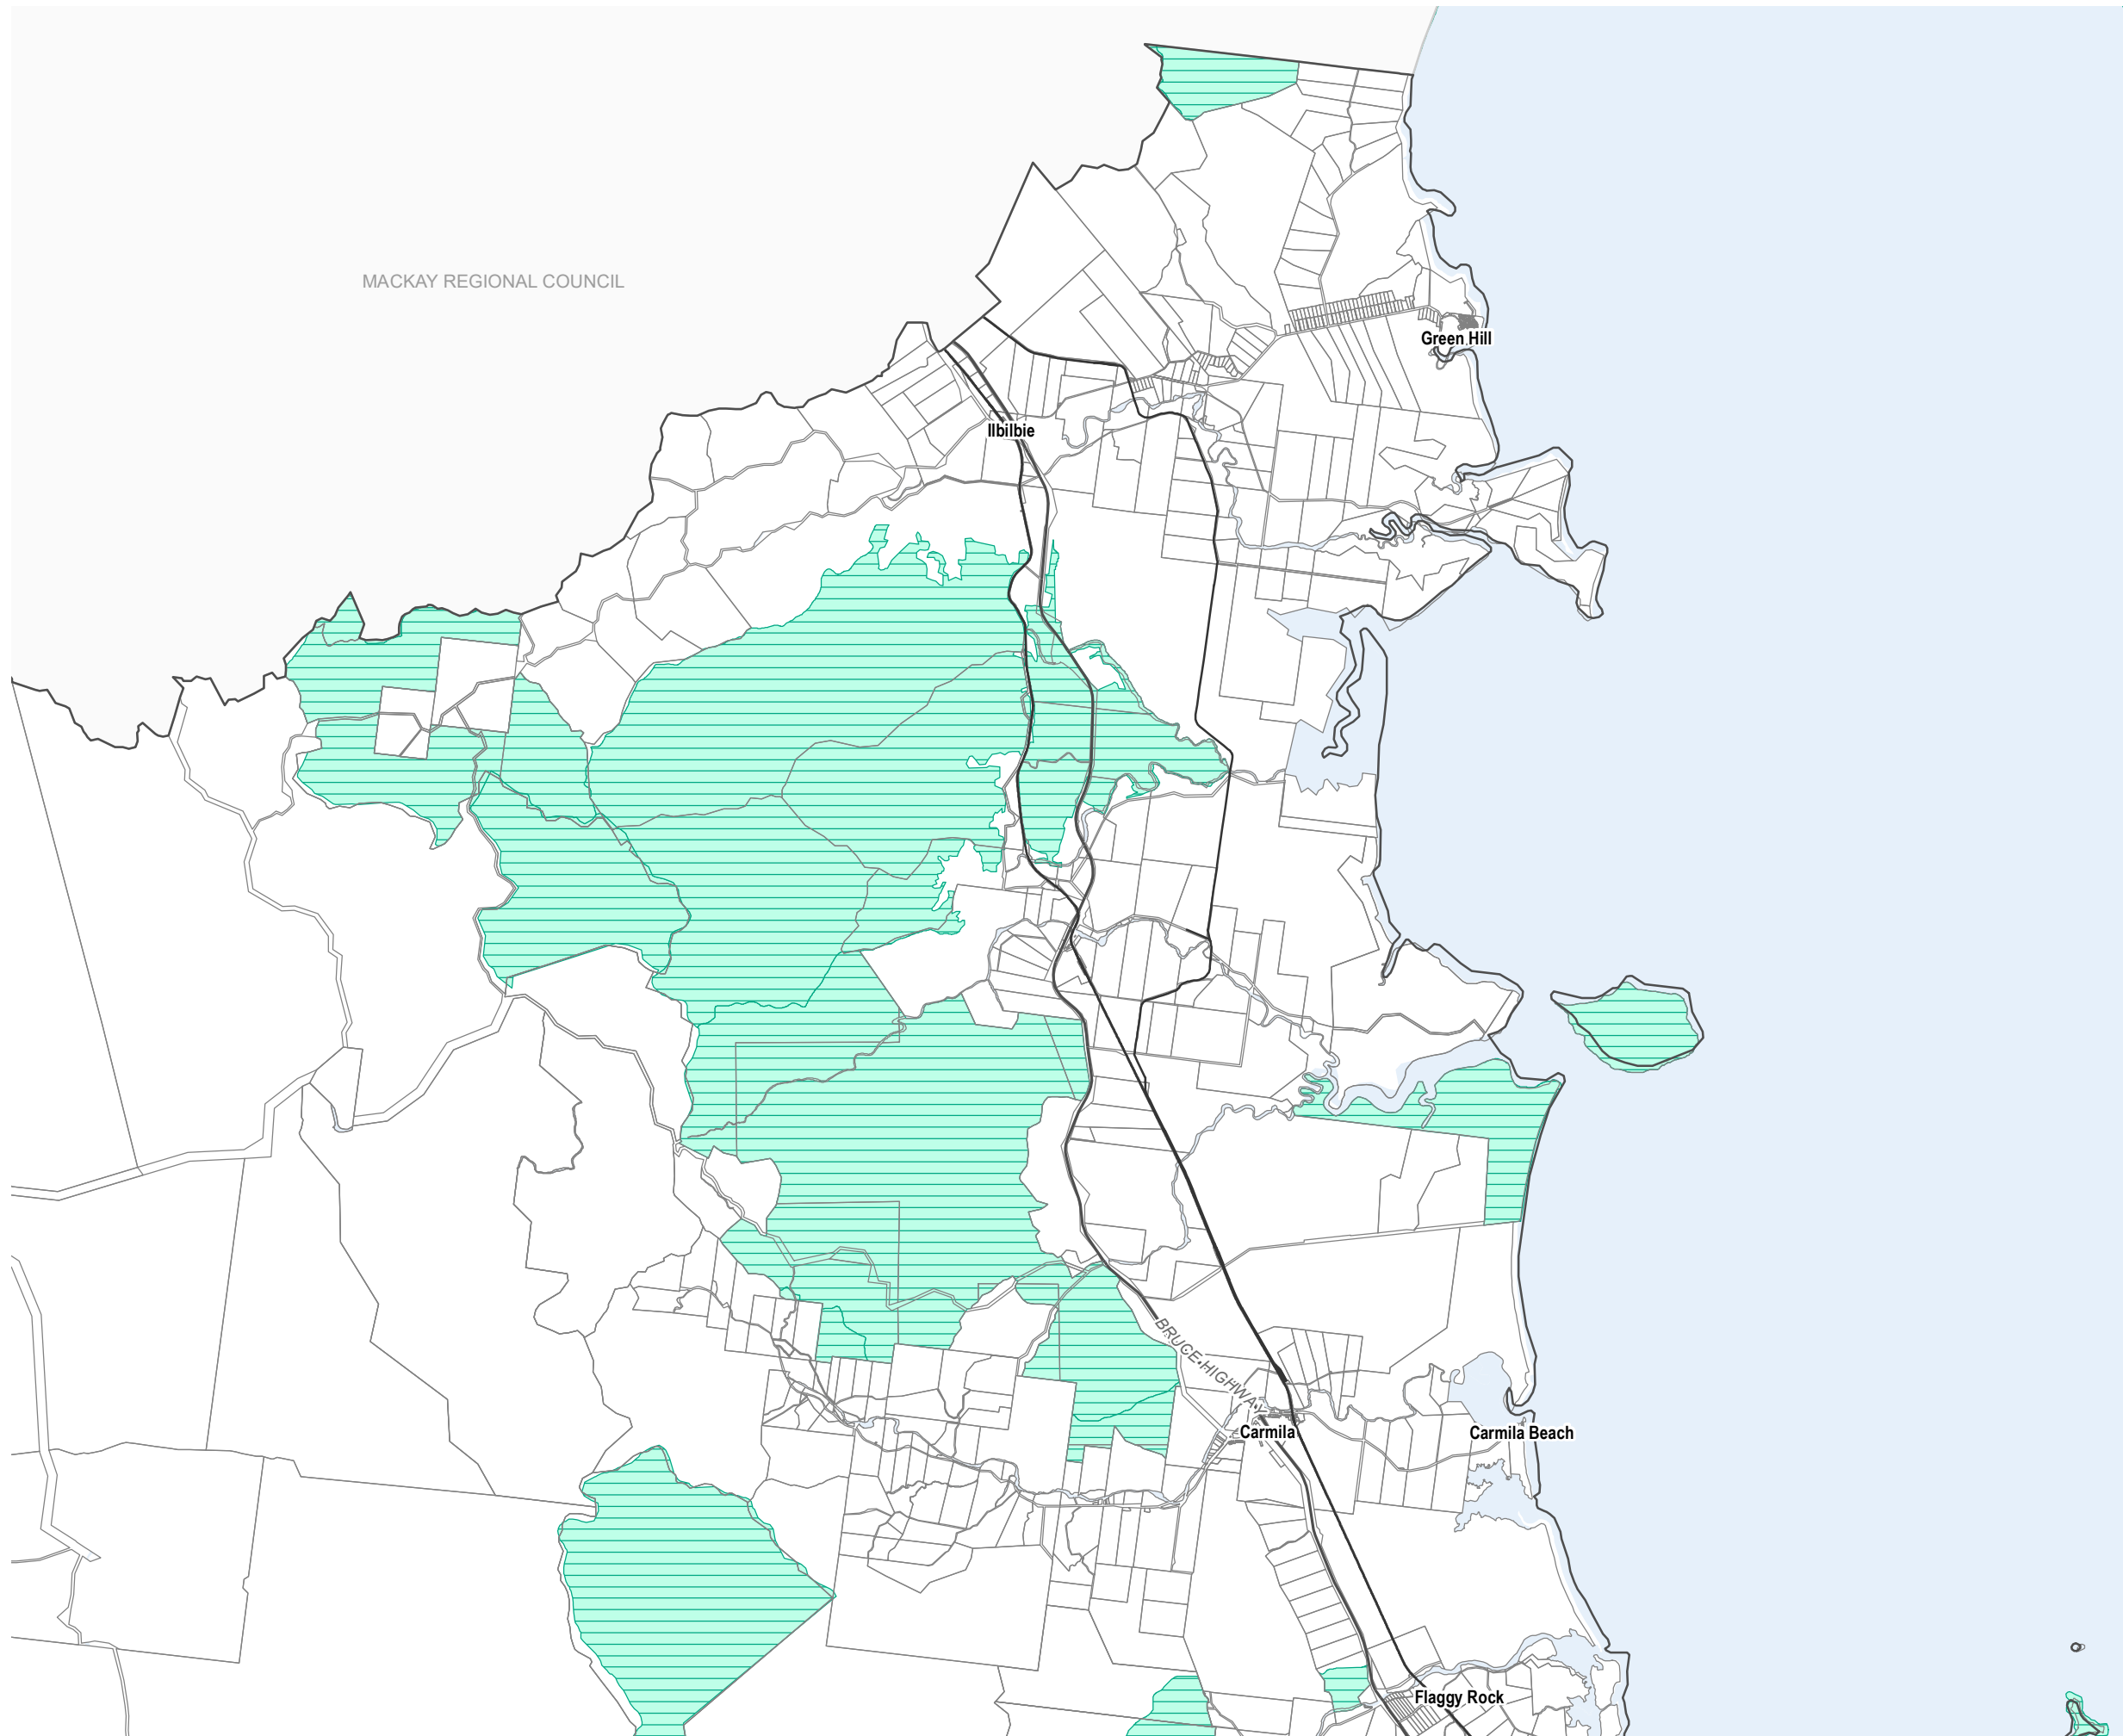 MACKAY REGIONAL COUNCIL
Green Hill
Ilbilbie
BRUCE HIGHWAY
Carmila
Carmila Beach
Flaggy Rock